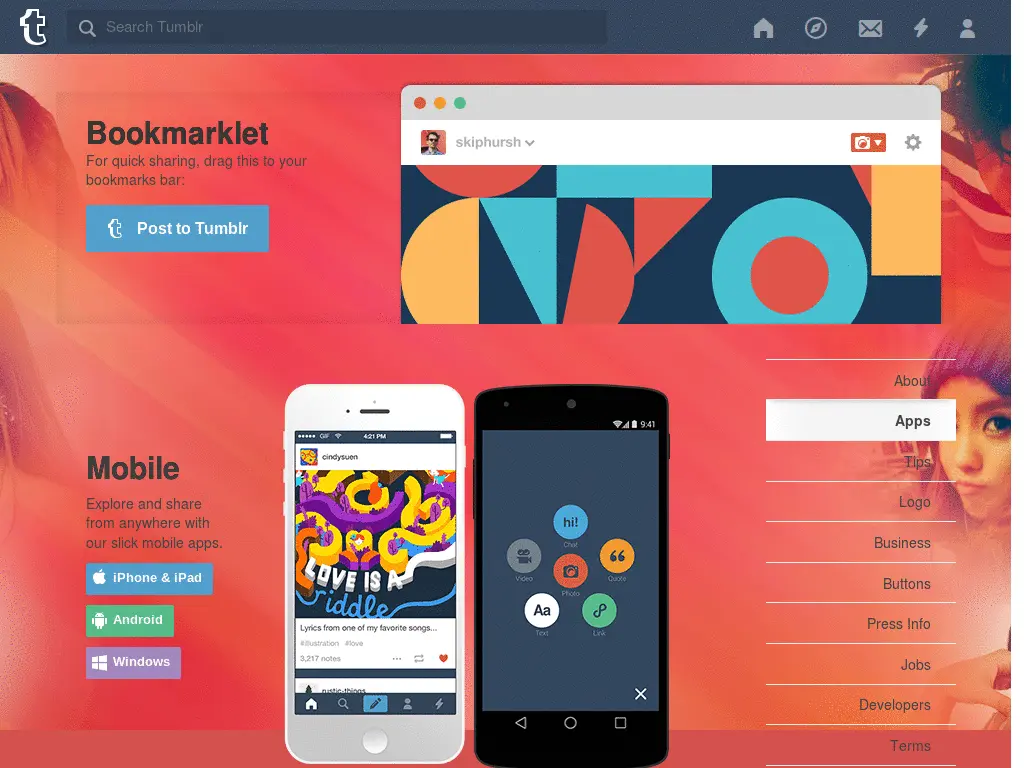 t
Search Tumblr
Bookmarklet
For quick sharing, drag this to your
bookmarks bar:
t Post to Tumblr
skiphursh
About
Apps
Tips
Logo
Business
Buttons
Press Info
Jobs
Developers
Terms
Mobile
Explore and share
from anywhere with
our slick mobile apps.
iPhone & iPad
Android
Windows
GIF 4:21 PM
cindysuen
LOVE IS A
riddle
Lyrics from one of my favorite songs...
#illustration #love
3,217 notes
rustic-things
9:41
hi!
Chat
Video
Photo
Quote
Aa
Text
Link